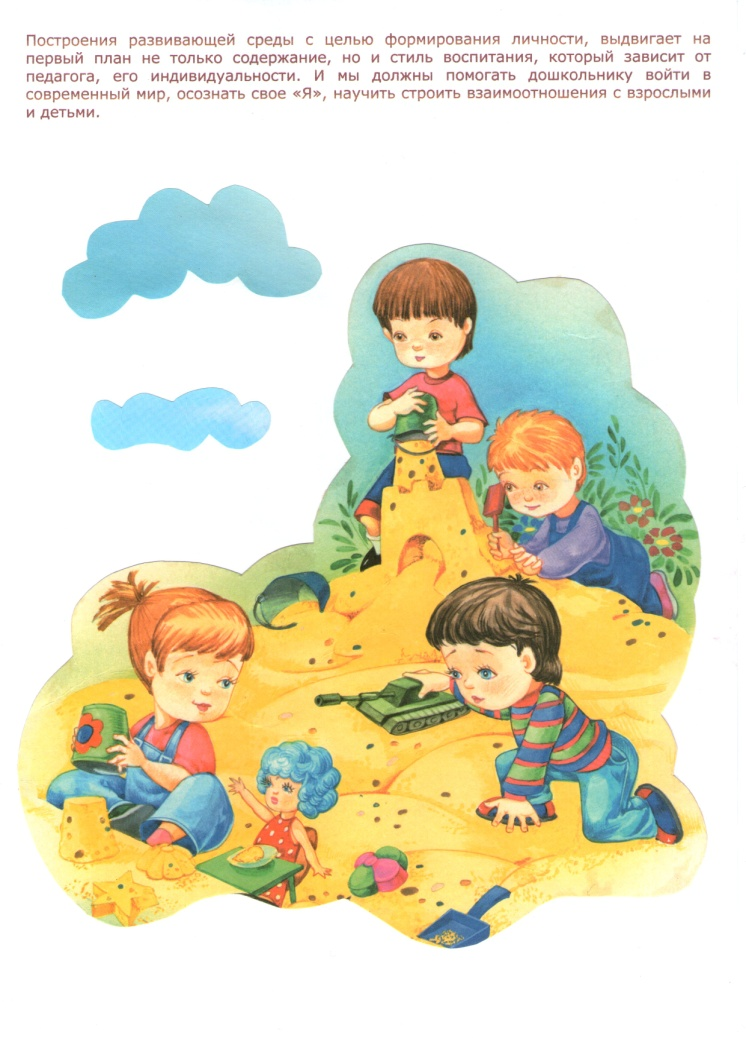 Построения развивающей среды с целью формирования личности, выдвигает на
первый план не только содержание, но и стиль воспитания, который зависит от
педагога, его индивидуальности. И мы должны помогать дошкольнику войти в
современный мир, осознать свое «Я», научить строить взаимоотношения с взрослыми
и детьми.